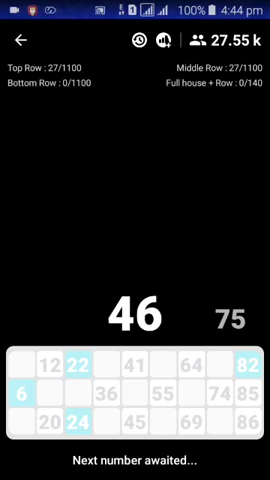 100% 4:44 pm
27.55 k
Top Row : 27/1100 Middle Row : 27/1100
Bottom Row : 0/1100 Full house + Row : 0/140
46 75
12 22 41 64 82
6 36 55 74 85
20 24 45 69 86
Next number awaited...